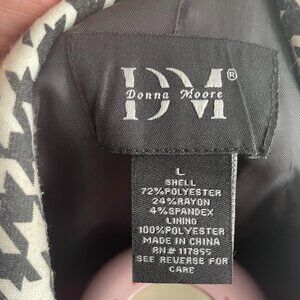 DM®
Donna Moore
L
SHELL
72%POLYESTER
24%RAYON
4%SPANDEX
LINING
100%POLYESTER
MADE IN CHINA
RN# 117855
SEE REVERSE FOR
CARE